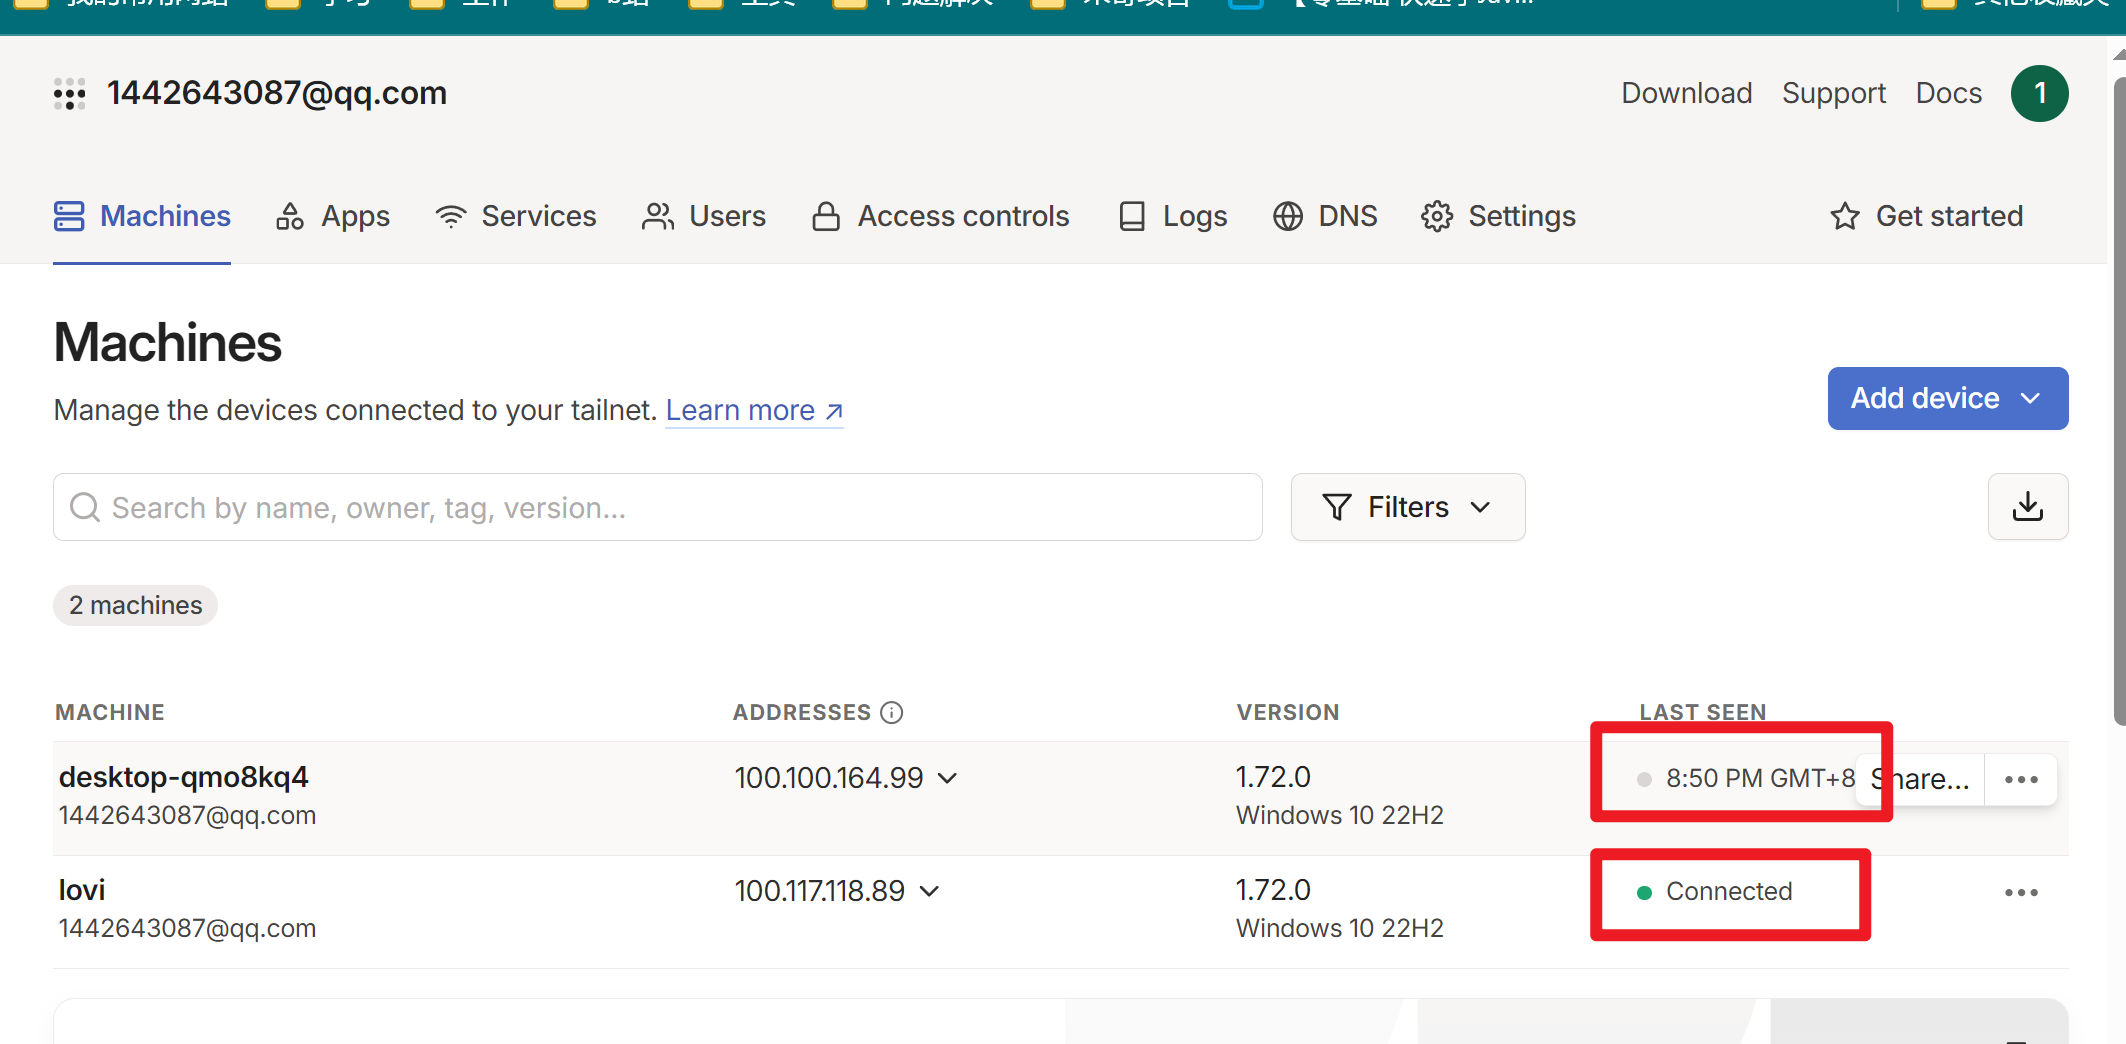 1442643087@qq.com
Download Support Docs 1
Machines Apps Services Users Access controls Logs DNS Settings Get started
Machines
Manage the devices connected to your tailnet. Learn more ↗
Add device
Search by name, owner, tag, version...
Filters
2 machines
MACHINE ADDRESSES VERSION LAST SEEN
desktop-qmo8kq4 100.100.164.99 1.72.0 8:50 PM GMT+8 Share...
1442643087@qq.com Windows 10 22H2
lovi 100.117.118.89 1.72.0 Connected
1442643087@qq.com Windows 10 22H2